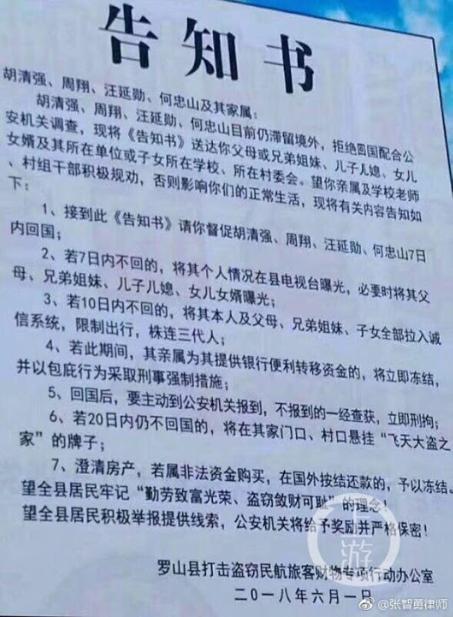 告知书
胡清强、周翔、汪延勋、何忠山及其家属:
胡清强、周翔、汪延勋、何忠山目前仍滞留境外，拒绝回国配合公
安机关调查，现将《告知书》送达你父母或兄弟姐妹、儿子儿媳、女儿
女婿及其所在单位或子女所在学校、所在村委会。望你亲属及学校老师
、村组干部积极规劝，否则影响你们的正常生活，现将有关内容告知如
下：
1、接到此《告知书》请你督促胡清强、周翔、汪延勋、何忠山7日
内回国；
2、若7日内不回的，将其个人情况在县电视台曝光，必要时将其父
母、兄弟姐妹、儿子儿媳、女儿女婿曝光；
3、若10日内不回的，将其本人及父母、兄弟姐妹、子女全部拉入诚
信系统，限制出行，株连三代人；
4、若此期间，其亲属为其提供银行便利转移资金的，将立即冻结，
并以包庇行为采取刑事强制措施；
5、回国后，要主动到公安机关报到，不报到的一经查获，立即刑拘；
6、若20日内仍不回国的，将在其家门口、村口悬挂“飞天大盗之
家”的牌子；
7、澄清房产，若属非法资金购买，在国外按结还款的，予以冻结。
望全县居民牢记“勤劳致富光荣、盗窃敛财可耻”的理念！
望全县居民积极举报提供线索，公安机关将给予奖励并严格保密！
罗山县打击盗窃民航旅客财物专项行动办公室
二〇一八年六月一日
上游
@张智勇律师